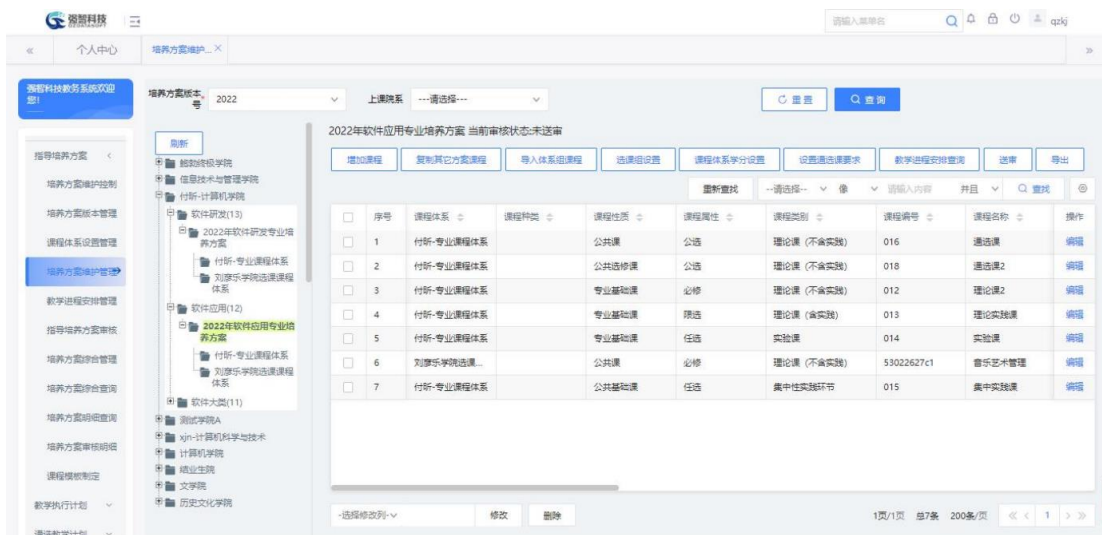 强智科技
请输入菜单名
qzkj
个人中心
培养方案维护...
强智科技教务系统欢迎
您!
培养方案版本
号
2022
上课院系
---请选择---
重置
查询
刷新
2022年软件应用专业培养方案 当前审核状态:未送审
增加课程 复制其它方案课程 导入体系组课程 选课组设置 课程体系学分设置 设置通选课要求 教学进程安排查询 送审 导出
重新查找 --请选择-- 像 请输入内容 并且 查找
指导培养方案
培养方案维护控制
培养方案版本管理
课程体系设置管理
培养方案维护管理
教学进程安排管理
指导培养方案审核
培养方案综合管理
培养方案综合查询
培养方案明细查询
培养方案审核明细
课程模板制定
教学执行计划
信息技术与管理学院
付昕-计算机学院
软件研发(13)
2022年软件研发专业培
养方案
付昕-专业课程体系
刘彦乐学院选课课程
体系
软件应用(12)
2022年软件应用专业培
养方案
付昕-专业课程体系
刘彦乐学院选课课程
体系
软件大类(11)
测试学院A
xjn-计算机科学与技术
计算机学院
结业生院
文学院
历史文化学院
序号 课程体系 课程种类 课程性质 课程属性 课程类别 课程编号 课程名称 操作
1 付昕-专业课程体系 公共课 公选 理论课 (不含实践) 016 通选课 编辑
2 付昕-专业课程体系 公共选修课 公选 理论课 (不含实践) 018 通选课2 编辑
3 付昕-专业课程体系 专业基础课 必修 理论课 (不含实践) 012 理论课2 编辑
4 付昕-专业课程体系 专业基础课 限选 理论课 (含实践) 013 理论实践课 编辑
5 付昕-专业课程体系 专业基础课 任选 实验课 014 实验课 编辑
6 刘彦乐学院选课... 公共课 必修 理论课 (不含实践) 53022627c1 音乐艺术管理 编辑
7 付昕-专业课程体系 公共基础课 任选 集中性实践环节 015 集中实践课 编辑
-选择修改列- 修改 删除
1页/1页 总7条 200条/页 1